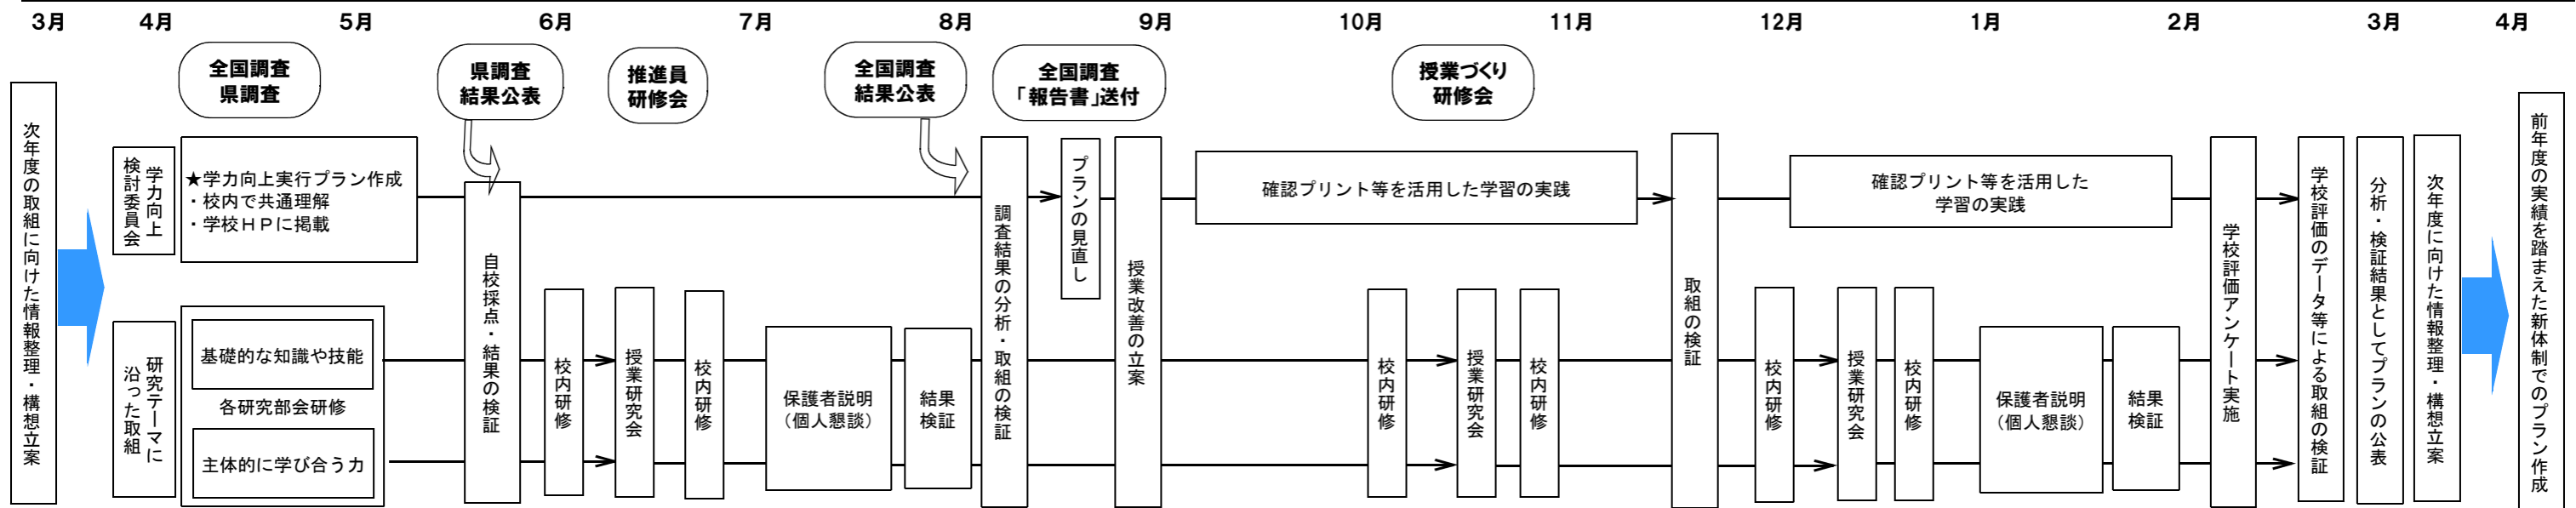 3月
4月
5月
6月
7月
8月
9月
10月
11月
12月
1月
2月
3月
4月
全国調査
県調査
県調査
結果公表
推進員
研修会
全国調査
結果公表
全国調査
「報告書」送付
授業づくり
研修会
次年度の取組に向けた情報整理・構想立案
学力向上
検討委員会
★学力向上実行プラン作成
・校内で共通理解
・学校ＨＰに掲載
研究テーマに
沿った取組
基礎的な知識や技能
各研究部会研修
主体的に学び合う力
自校採点・結果の検証
校内研修
授業研究会
校内研修
保護者説明
（個人懇談）
結果
検証
調査結果の分析・取組の検証
プランの見直し
授業改善の立案
確認プリント等を活用した学習の実践
校内研修
授業研究会
校内研修
取組の検証
確認プリント等を活用した
学習の実践
校内研修
授業研究会
校内研修
保護者説明
（個人懇談）
結果
検証
学校評価アンケート実施
学校評価のデータ等による取組の検証
分析・検証結果としてプランの公表
次年度に向けた情報整理・構想立案
前年度の実績を踏まえた新体制でのプラン作成